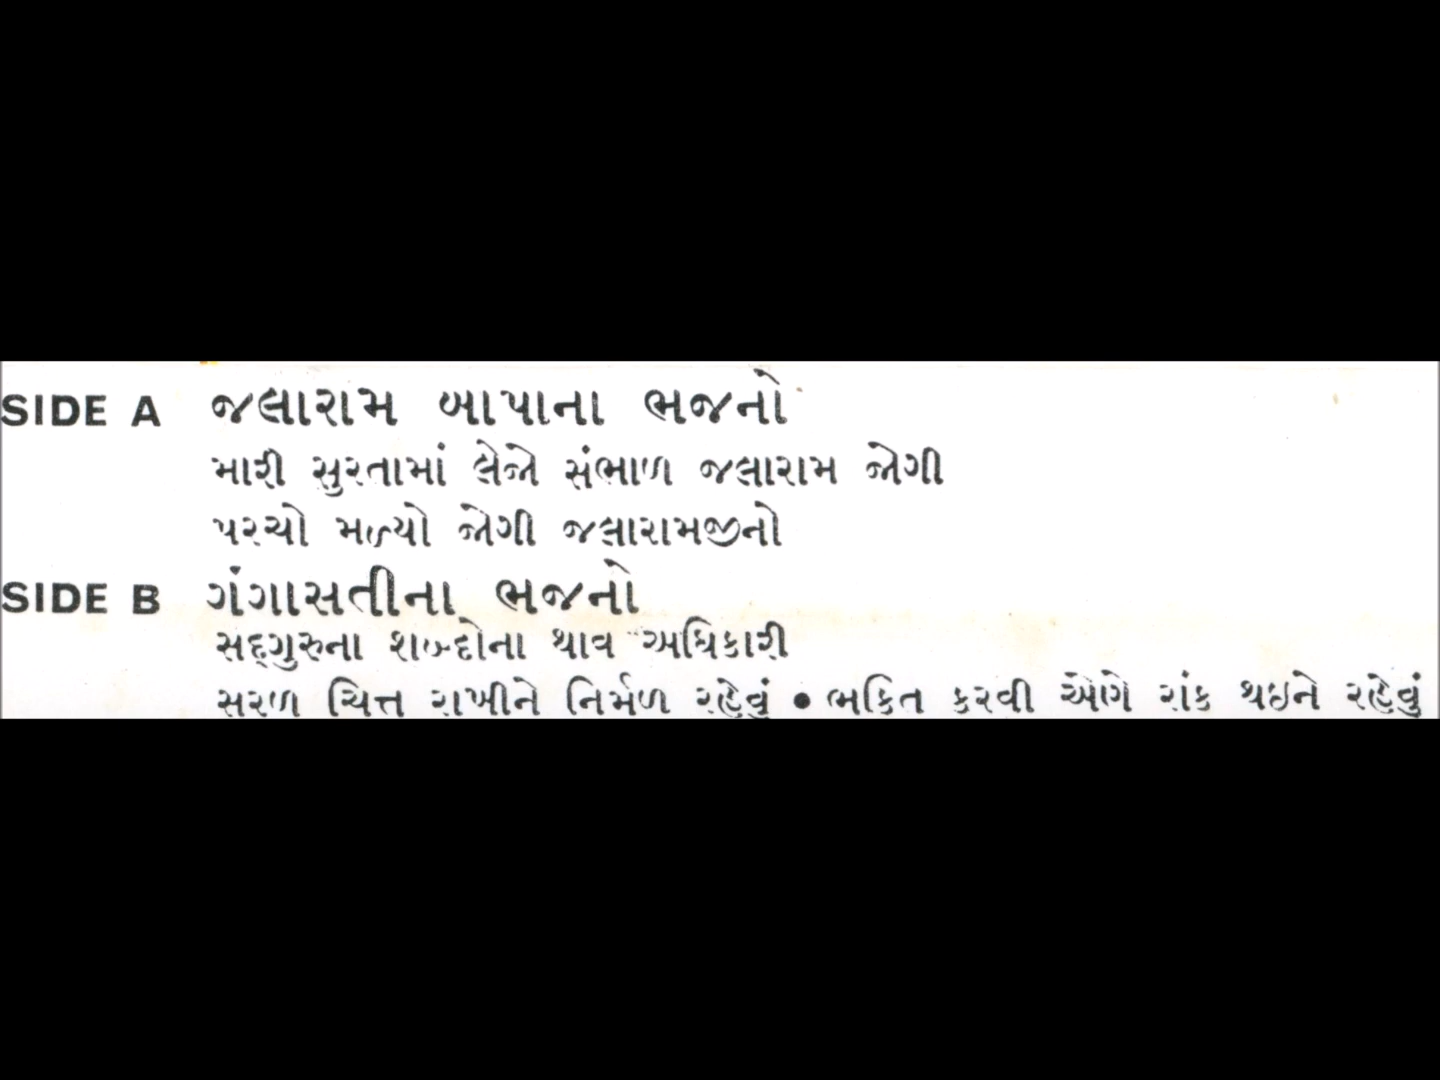 SIDE A જલારામ બાપાના ભજનો
મારી સુરતામાં લેજો સંભાળ જલારામ જોગી
પરચો મળ્યો જોગી જલારામજીનો
SIDE B ગંગાસતીના ભજનો
સદ્ગુરુના શબ્દોના થાવ અધિકારી
સરળ ચિત્ત રાખીને નિર્મળ રહેવું • ભકિત કરવી એણે રાંક થઇને રહેવું